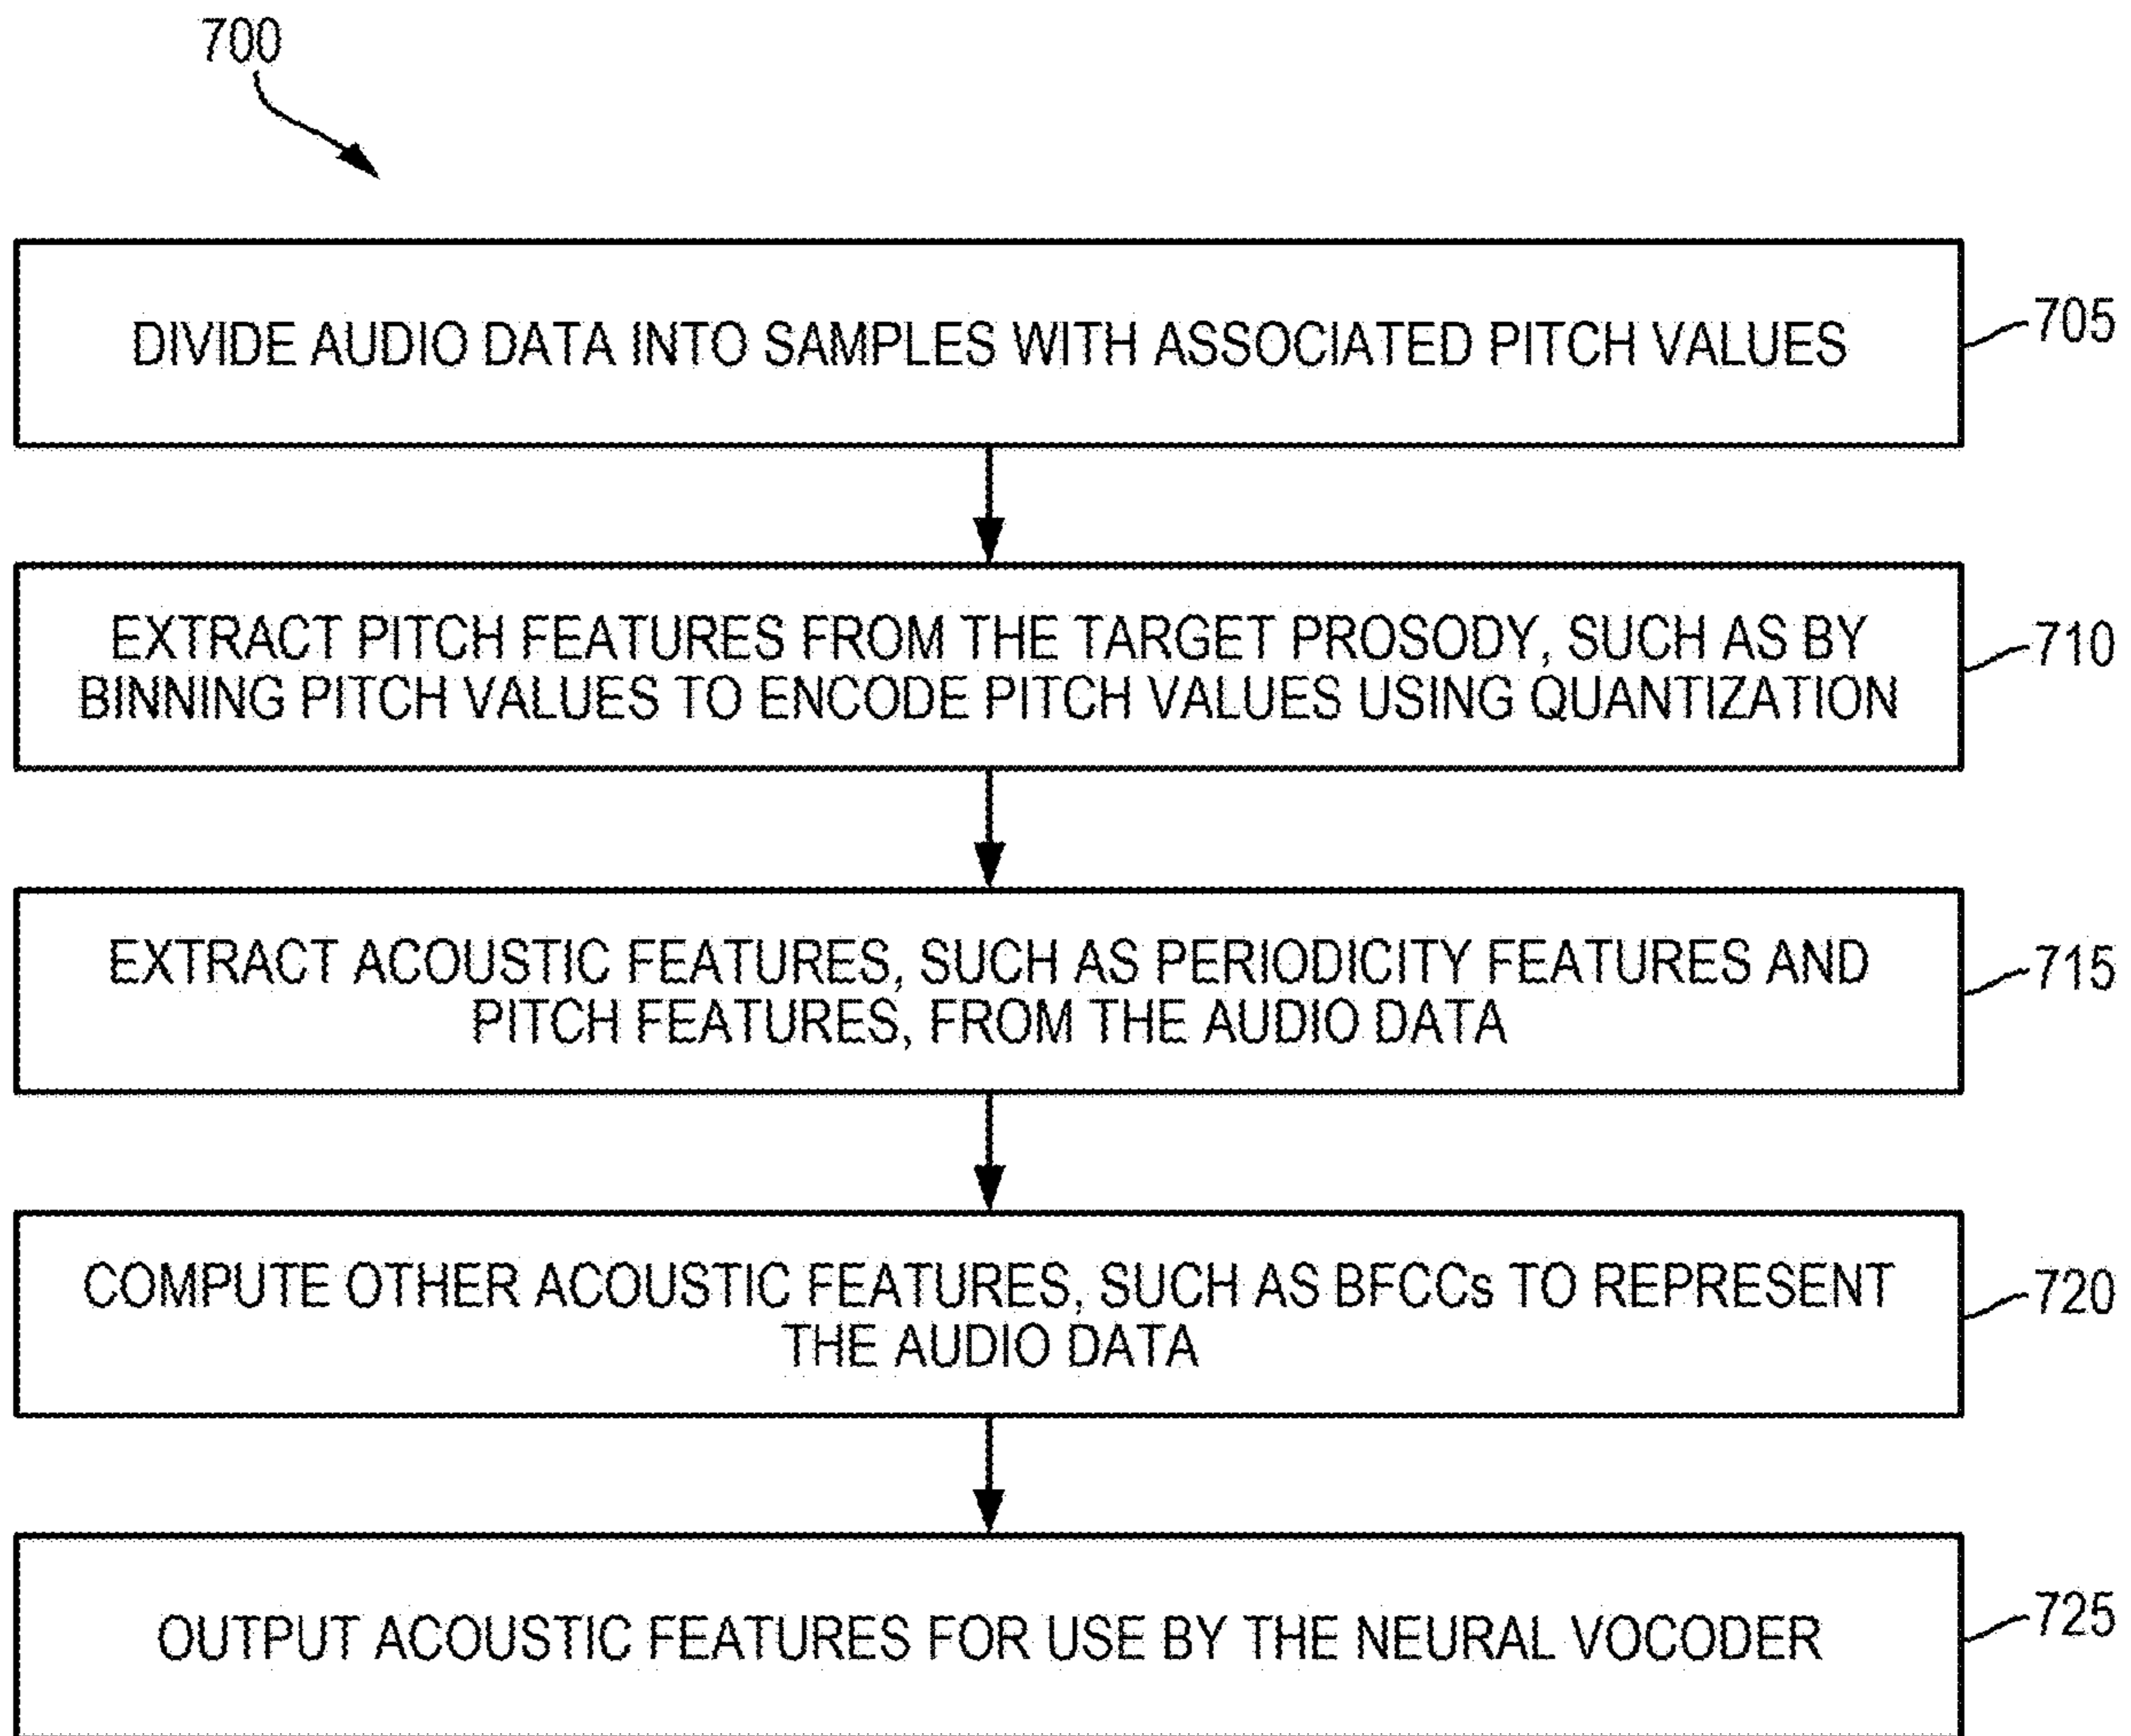 700
DIVIDE AUDIO DATA INTO SAMPLES WITH ASSOCIATED PITCH VALUES
705
EXTRACT PITCH FEATURES FROM THE TARGET PROSODY, SUCH AS BY
BINNING PITCH VALUES TO ENCODE PITCH VALUES USING QUANTIZATION
710
EXTRACT ACOUSTIC FEATURES, SUCH AS PERIODICITY FEATURES AND
PITCH FEATURES, FROM THE AUDIO DATA
715
COMPUTE OTHER ACOUSTIC FEATURES, SUCH AS BFCCs TO REPRESENT
THE AUDIO DATA
720
OUTPUT ACOUSTIC FEATURES FOR USE BY THE NEURAL VOCODER
725